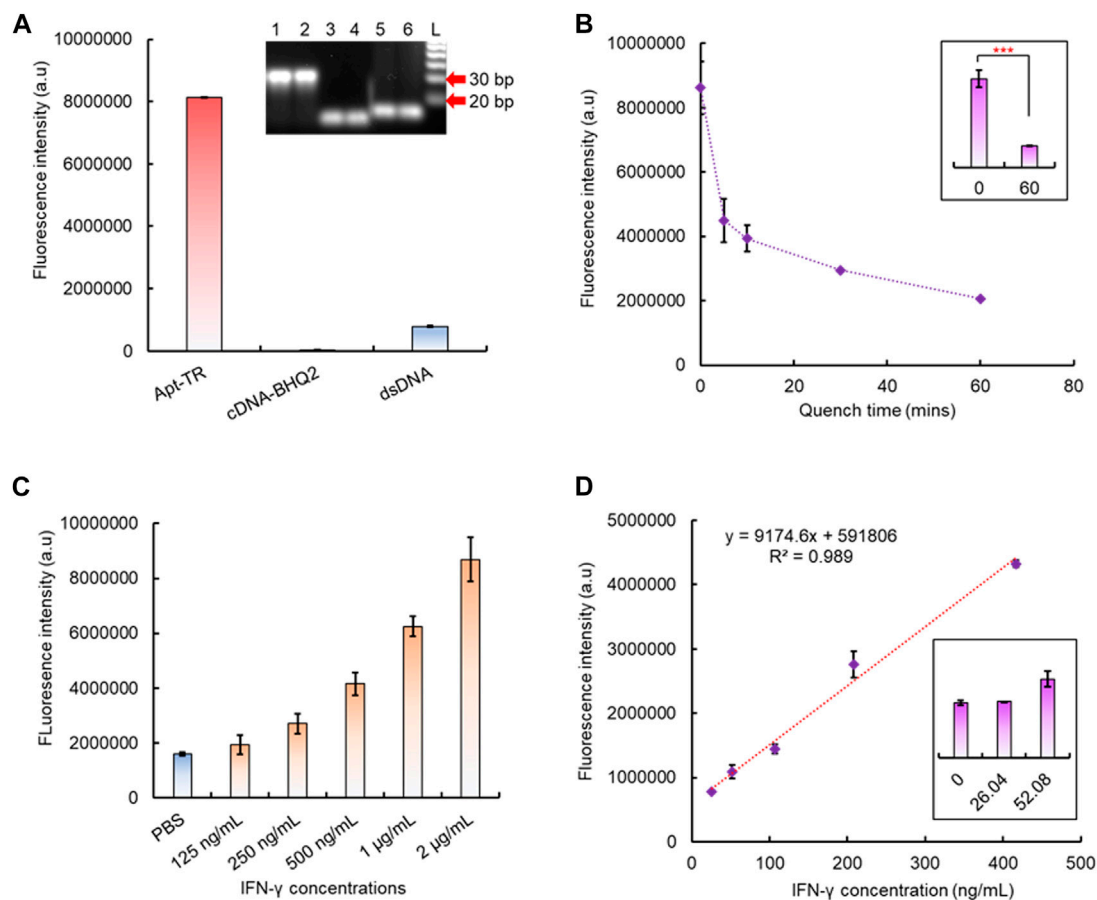 A
10000000
8000000
6000000
4000000
2000000
0
Fluorescence intensity (a.u)
Apt-TR
cDNA-BHQ2
dsDNA
1 2 3 4 5 6 L
30 bp
20 bp
B
10000000
8000000
6000000
4000000
2000000
0
Fluorescence intensity (a.u)
0 20 40 60 80
Quench time (mins)
***
0 60
C
10000000
8000000
6000000
4000000
2000000
0
FLuoresence intensity (a.u)
PBS
125 ng/mL
250 ng/mL
500 ng/mL
1 µg/mL
2 µg/mL
IFN-γ concentrations
D
5000000
4000000
3000000
2000000
1000000
0
Fluorescence intensity (a.u)
y = 9174.6x + 591806
R² = 0.989
0 100 200 300 400 500
IFN-γ concentration (ng/mL)
0
26.04
52.08